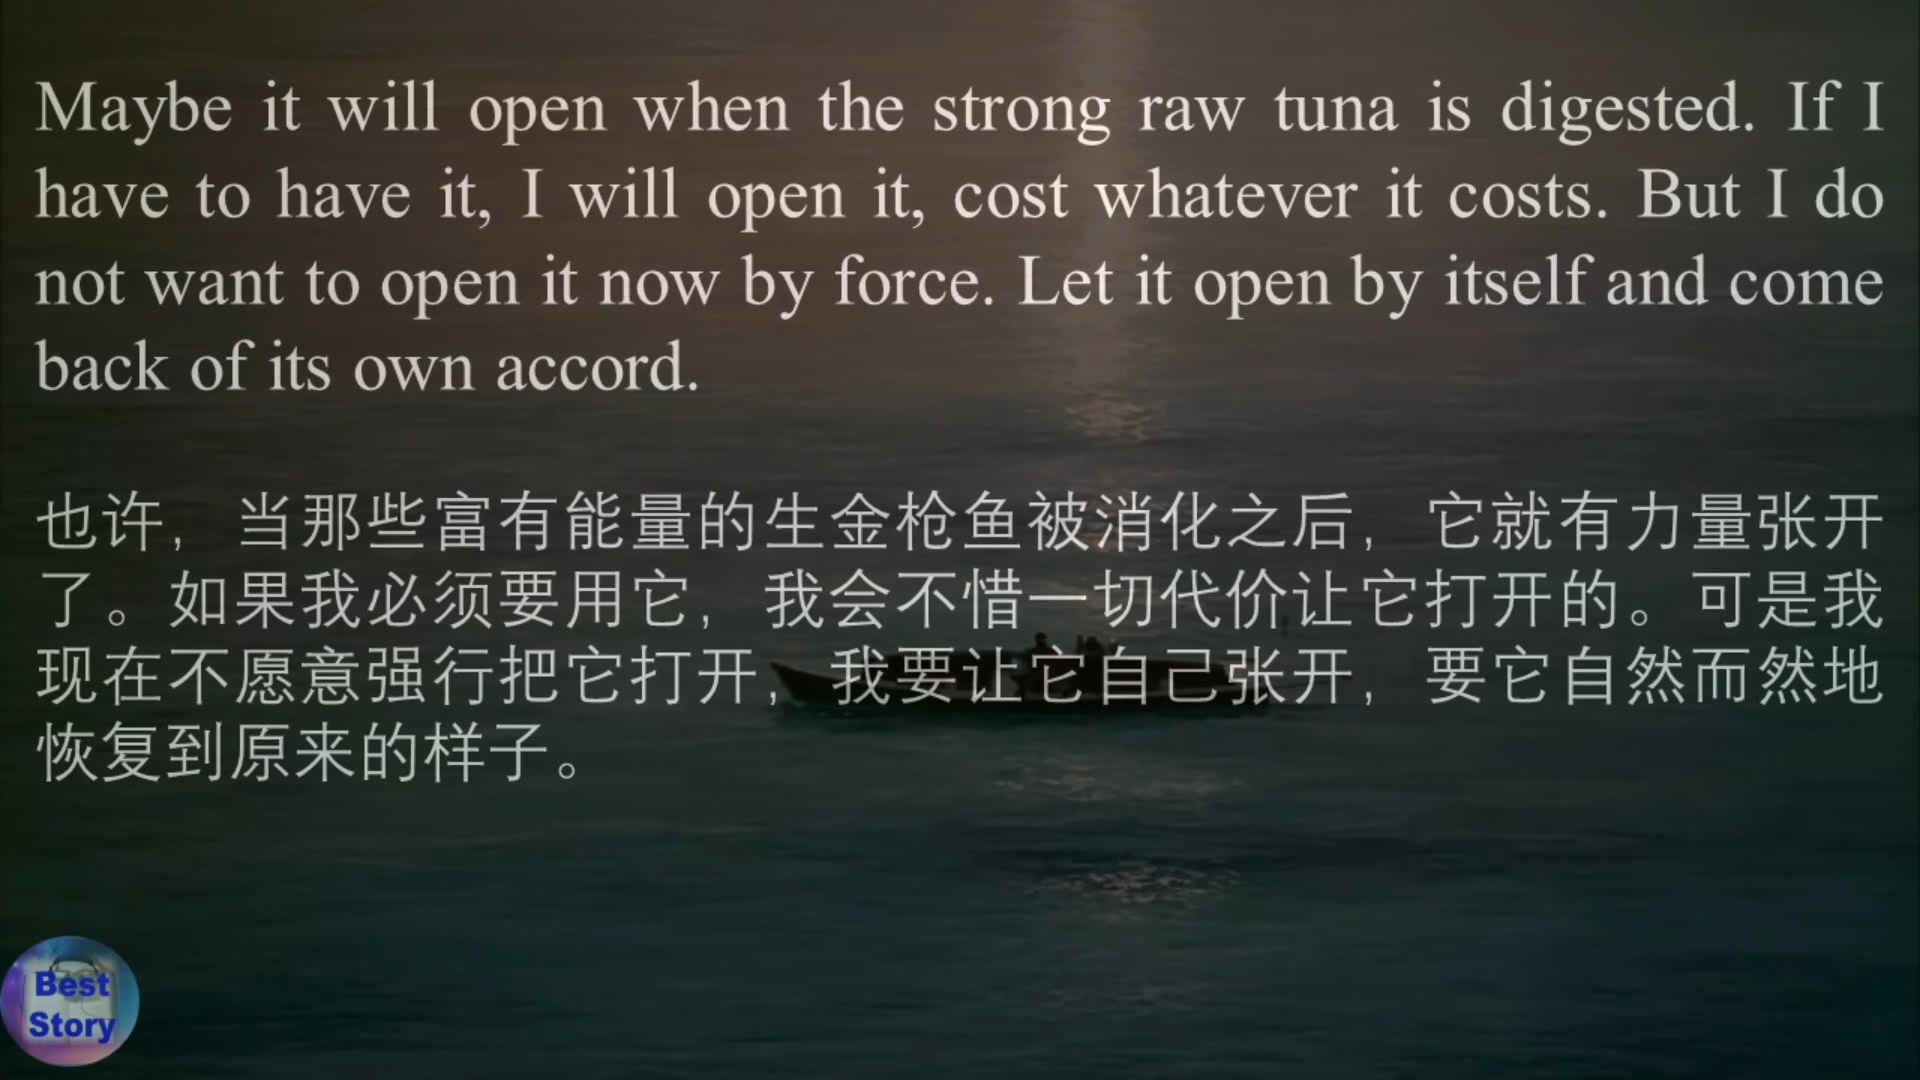 Maybe it will open when the strong raw tuna is digested. If I
have to have it, I will open it, cost whatever it costs. But I do
not want to open it now by force. Let it open by itself and come
back of its own accord.
也许，当那些富有能量的生金枪鱼被消化之后，它就有力量张开
了。如果我必须要用它，我会不惜一切代价让它打开的。可是我
现在不愿意强行把它打开，我要让它自己张开，要它自然而然地
恢复到原来的样子。
Best
Story